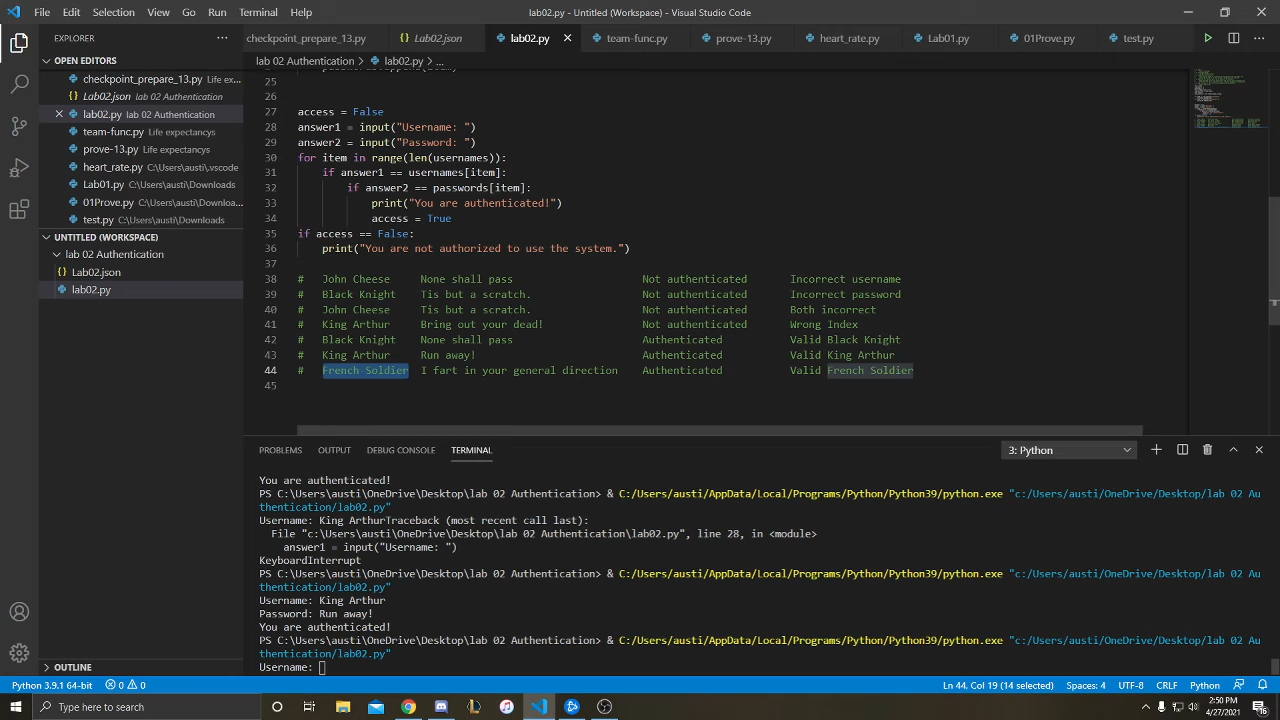 File Edit Selection View Go Run Terminal Help
lab02.py - Untitled (Workspace) - Visual Studio Code
EXPLORER
checkpoint_prepare_13.py
Lab02.json
lab02.py
team-func.py
prove-13.py
heart_rate.py
Lab01.py
01Prove.py
test.py
OPEN EDITORS
checkpoint_prepare_13.py Life ex...
Lab02.json lab 02 Authentication
lab02.py lab 02 Authentication
team-func.py Life expectancys
prove-13.py Life expectancys
heart_rate.py C:\Users\austi\.vscode
Lab01.py C:\Users\austi\Downloads
01Prove.py C:\Users\austi\Downloa...
test.py C:\Users\austi\Downloads
UNTITLED (WORKSPACE)
lab 02 Authentication
Lab02.json
lab02.py
OUTLINE
lab 02 Authentication > lab02.py > ...
25
26
27 access = False
28 answer1 = input("Username: ")
29 answer2 = input("Password: ")
30 for item in range(len(usernames)):
31 if answer1 == usernames[item]:
32 if answer2 == passwords[item]:
33 print("You are authenticated!")
34 access = True
35 if access == False:
36 print("You are not authorized to use the system.")
37
38 # John Cheese None shall pass Not authenticated Incorrect username
39 # Black Knight Tis but a scratch. Not authenticated Incorrect password
40 # John Cheese Tis but a scratch. Not authenticated Both incorrect
41 # King Arthur Bring out your dead! Not authenticated Wrong Index
42 # Black Knight None shall pass Authenticated Valid Black Knight
43 # King Arthur Run away! Authenticated Valid King Arthur
44 # French Soldier I fart in your general direction Authenticated Valid French Soldier
45
PROBLEMS OUTPUT DEBUG CONSOLE TERMINAL
3: Python
You are authenticated!
PS C:\Users\austi\OneDrive\Desktop\lab 02 Authentication> & C:/Users/austi/AppData/Local/Programs/Python/Python39/python.exe "c:/Users/austi/OneDrive/Desktop/lab 02 Au
thentication/lab02.py"
Username: King ArthurTraceback (most recent call last):
File "c:\Users\austi\OneDrive\Desktop\lab 02 Authentication\lab02.py", line 28, in <module>
answer1 = input("Username: ")
KeyboardInterrupt
PS C:\Users\austi\OneDrive\Desktop\lab 02 Authentication> & C:/Users/austi/AppData/Local/Programs/Python/Python39/python.exe "c:/Users/austi/OneDrive/Desktop/lab 02 Au
thentication/lab02.py"
Username: King Arthur
Password: Run away!
You are authenticated!
PS C:\Users\austi\OneDrive\Desktop\lab 02 Authentication> & C:/Users/austi/AppData/Local/Programs/Python/Python39/python.exe "c:/Users/austi/OneDrive/Desktop/lab 02 Au
thentication/lab02.py"
Username:
Python 3.9.1 64-bit 0 0
Ln 44, Col 19 (14 selected) Spaces: 4 UTF-8 CRLF Python
Type here to search
2:50 PM
4/27/2021